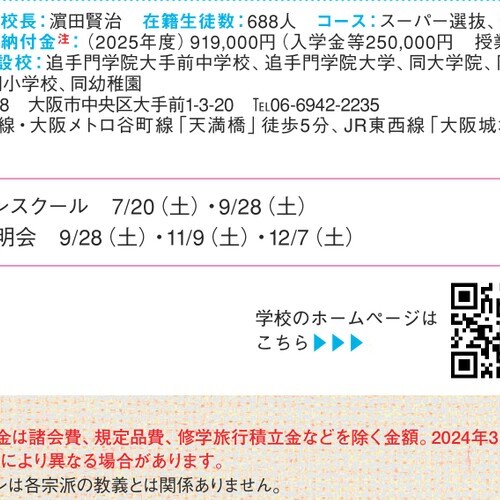 校長：濵田賢治　在籍生徒数：688人　コース：スーパー選抜、
納付金注：（2025年度）919,000円（入学金等250,000円　授業
設校：追手門学院大手前中学校、追手門学院大学、同大学院、同
小学校、同幼稚園
8　大阪市中央区大手前1-3-20　℡06-6942-2235
線・大阪メトロ谷町線「天満橋」徒歩5分、JR東西線「大阪城
ンスクール　7/20（土）・9/28（土）
明会　9/28（土）・11/9（土）・12/7（土）
学校のホームページは
こちら▶▶▶
金は諸会費、規定品費、修学旅行積立金などを除く金額。2024年3
により異なる場合があります。
ルは各宗派の教義とは関係ありません。